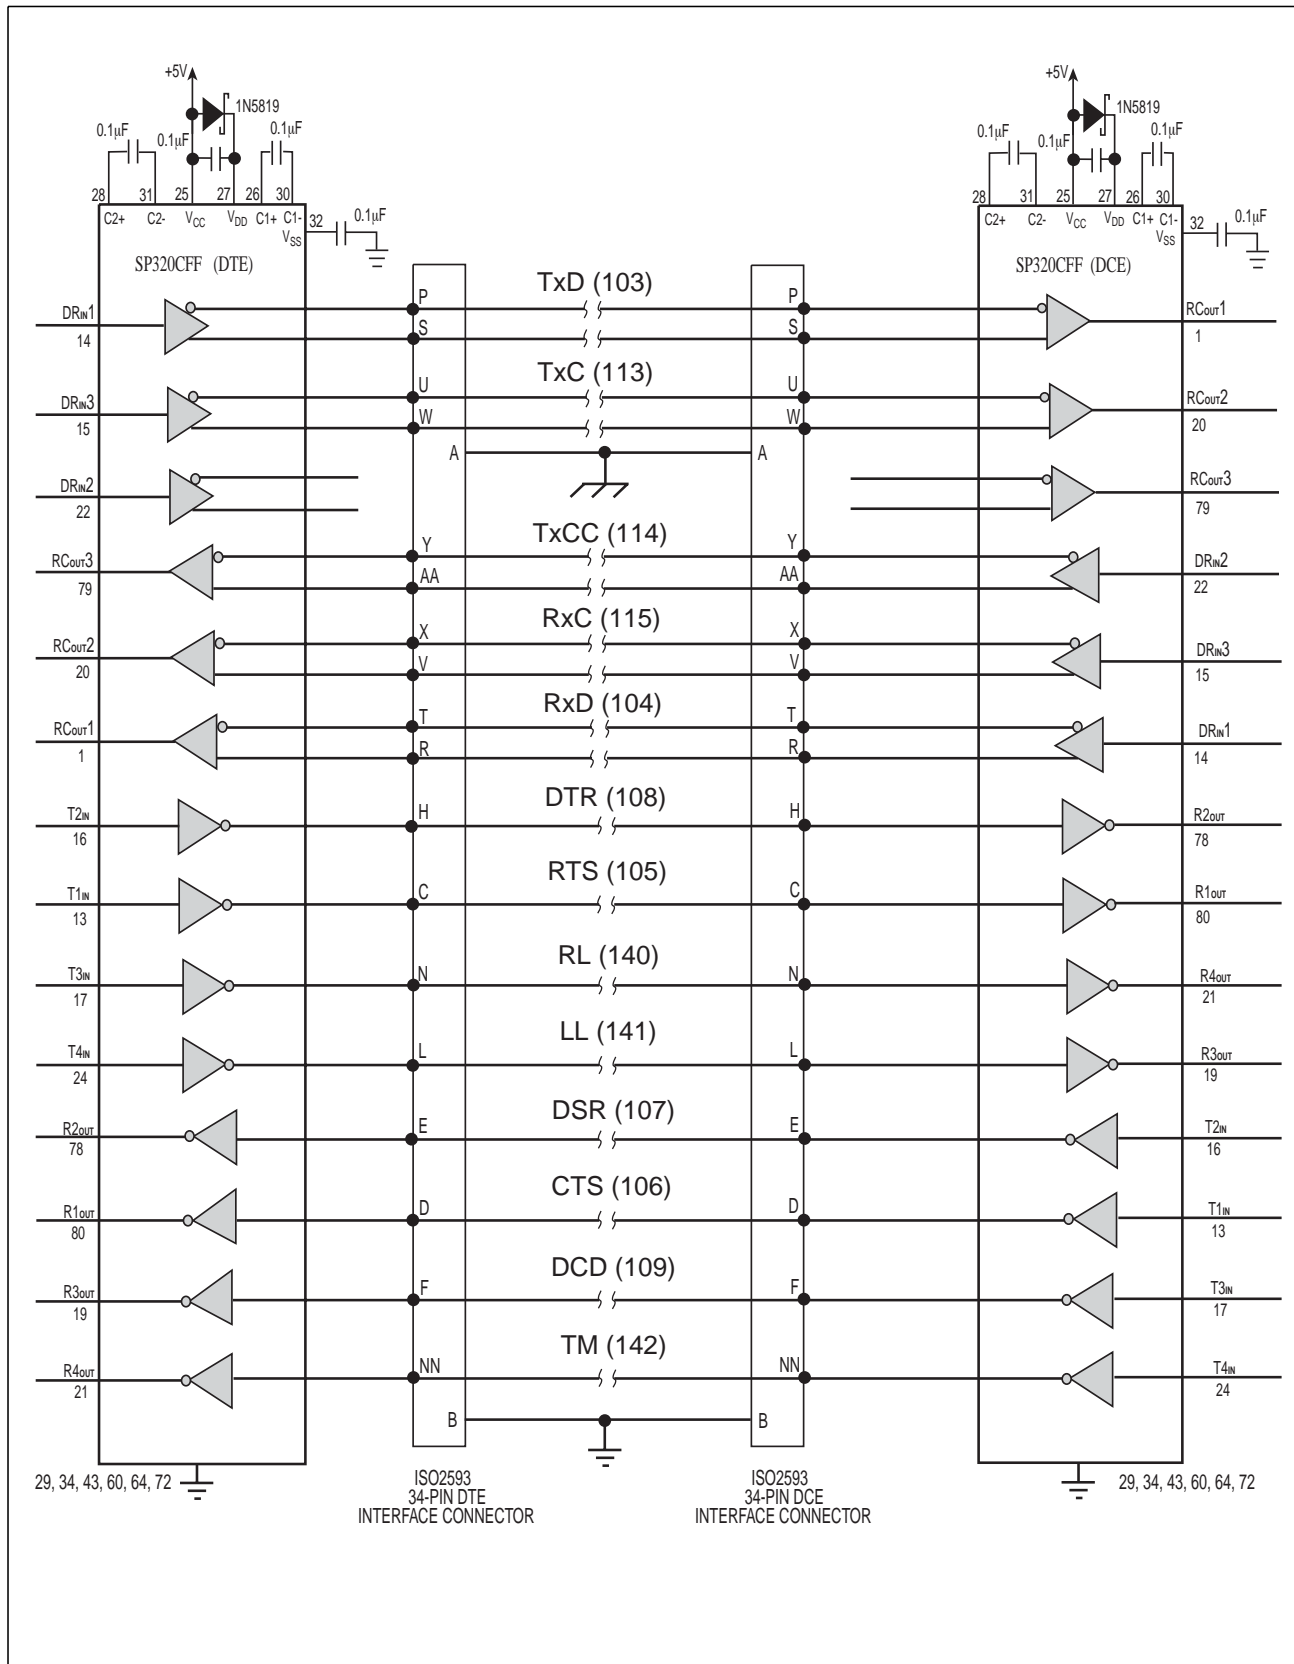 +5V
+5V
1N5819
1N5819
0.1µF
0.1µF
0.1µF
0.1µF
0.1µF
0.1µF
28 31 25 27 26 30
28 31 25 27 26 30
C2+ C2- VCC VDD C1+ C1-
C2+ C2- VCC VDD C1+ C1-
VSS
32
0.1µF
VSS
32
0.1µF
SP320CFF (DTE)
SP320CFF (DCE)
TxD (103)
DRIN1
14
P
P
S
S
RCOUT1
1
TxC (113)
DRIN3
15
U
U
W
W
RCOUT2
20
A
A
DRIN2
22
RCOUT3
79
TxCC (114)
RCOUT3
79
Y
Y
AA
AA
DRIN2
22
RxC (115)
RCOUT2
20
X
X
V
V
DRIN3
15
RxD (104)
RCOUT1
1
T
T
R
R
DRIN1
14
DTR (108)
T2IN
16
H
H
R2OUT
78
RTS (105)
T1IN
13
C
C
R1OUT
80
RL (140)
T3IN
17
N
N
R4OUT
21
LL (141)
T4IN
24
L
L
R3OUT
19
DSR (107)
R2OUT
78
E
E
T2IN
16
CTS (106)
R1OUT
80
D
D
T1IN
13
DCD (109)
R3OUT
19
F
F
T3IN
17
TM (142)
R4OUT
21
NN
NN
T4IN
24
B
B
29, 34, 43, 60, 64, 72
ISO2593
34-PIN DTE
INTERFACE CONNECTOR
ISO2593
34-PIN DCE
INTERFACE CONNECTOR
29, 34, 43, 60, 64, 72